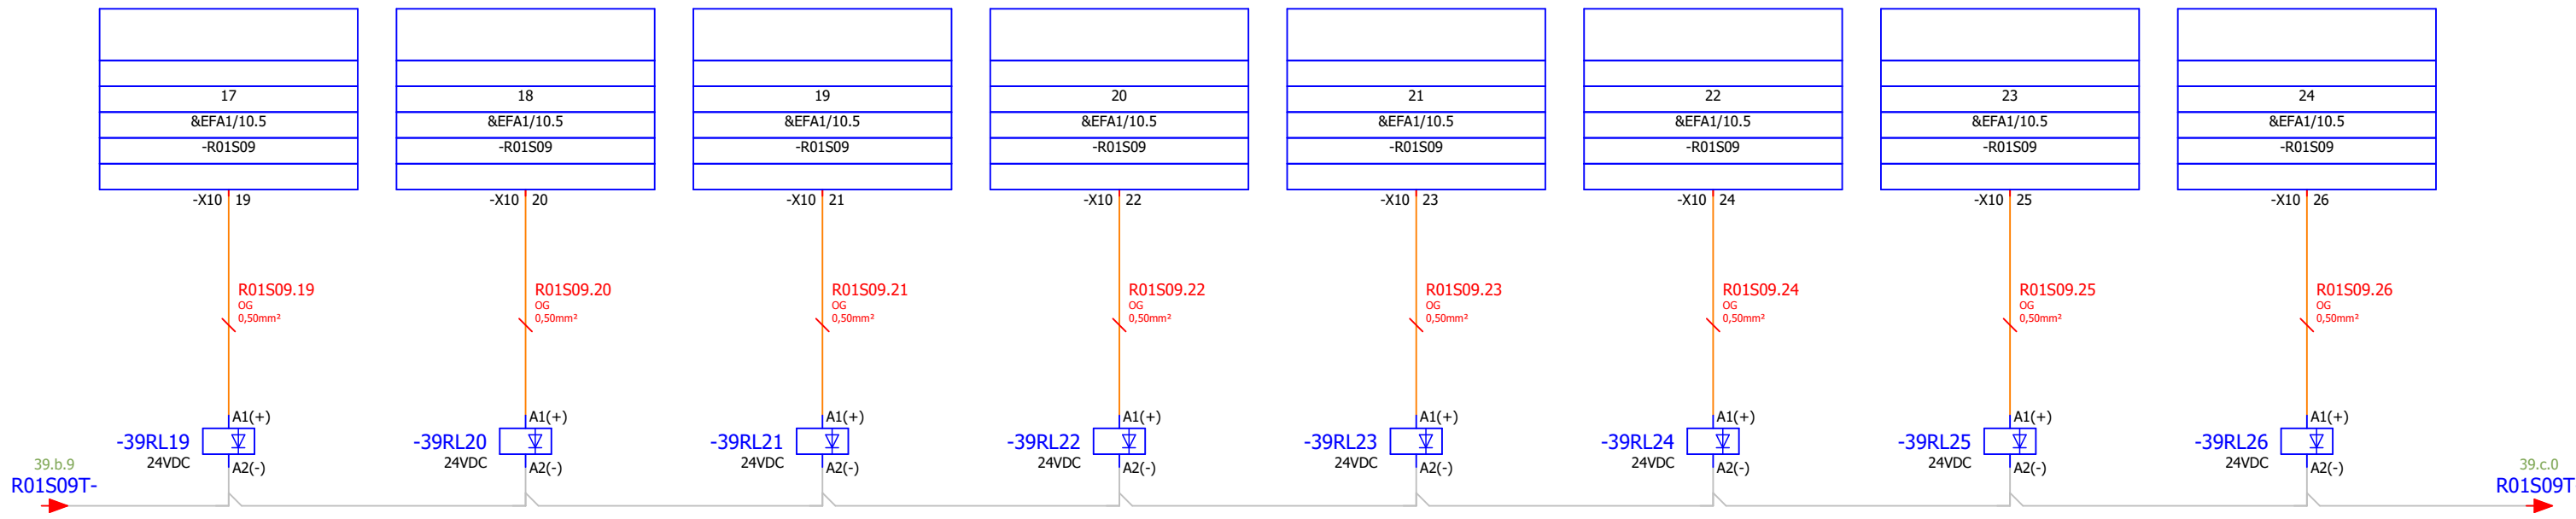 17 18 19 20 21 22 23 24
&EFA1/10.5 &EFA1/10.5 &EFA1/10.5 &EFA1/10.5 &EFA1/10.5 &EFA1/10.5 &EFA1/10.5 &EFA1/10.5
-R01S09 -R01S09 -R01S09 -R01S09 -R01S09 -R01S09 -R01S09 -R01S09
-X10 19 -X10 20 -X10 21 -X10 22 -X10 23 -X10 24 -X10 25 -X10 26
R01S09.19 R01S09.20 R01S09.21 R01S09.22 R01S09.23 R01S09.24 R01S09.25 R01S09.26
OG OG OG OG OG OG OG OG
0,50mm² 0,50mm² 0,50mm² 0,50mm² 0,50mm² 0,50mm² 0,50mm² 0,50mm²
A1(+) A1(+) A1(+) A1(+) A1(+) A1(+) A1(+) A1(+)
-39RL19 -39RL20 -39RL21 -39RL22 -39RL23 -39RL24 -39RL25 -39RL26
24VDC 24VDC 24VDC 24VDC 24VDC 24VDC 24VDC 24VDC
A2(-) A2(-) A2(-) A2(-) A2(-) A2(-) A2(-) A2(-)
39.b.9 39.c.0
R01S09T- R01S09T